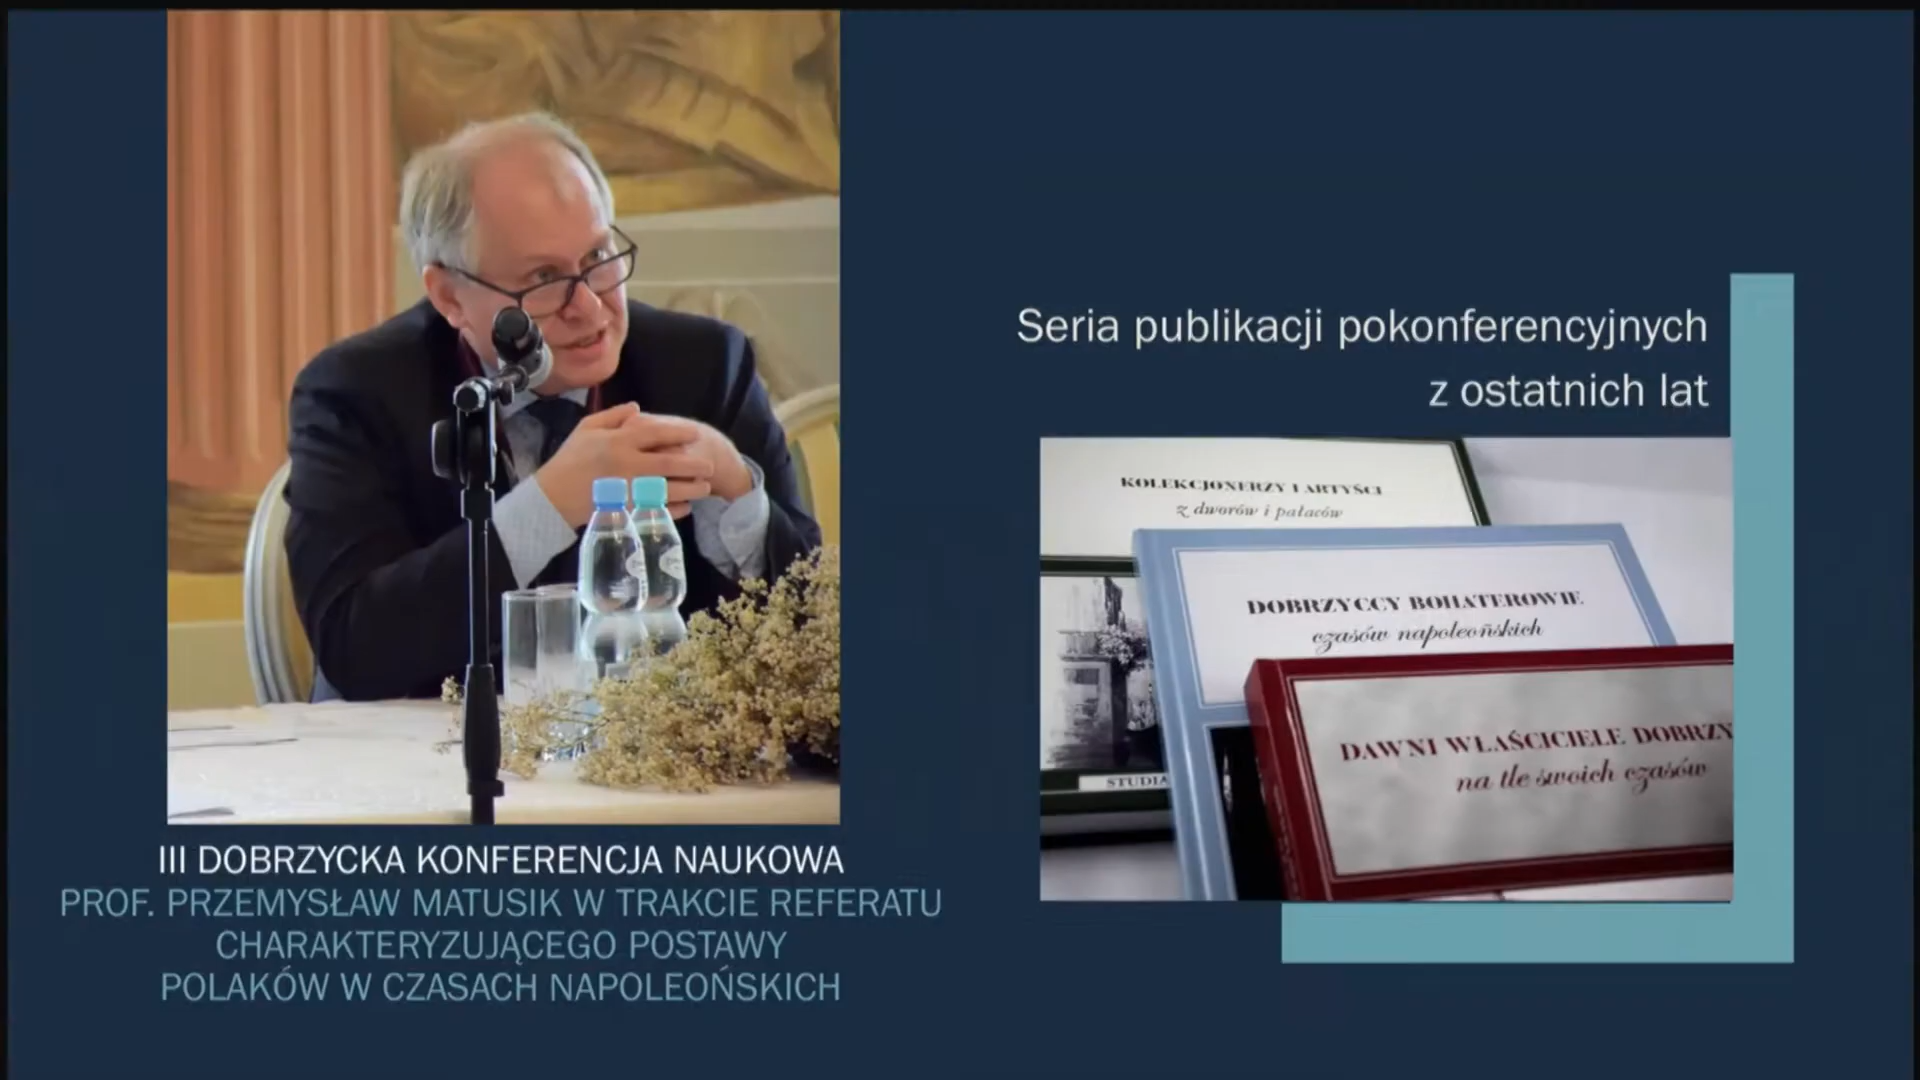 III DOBRZYCKA KONFERENCJA NAUKOWA
PROF. PRZEMYSŁAW MATUSIK W TRAKCIE REFERATU
CHARAKTERYZUJĄCEGO POSTAWY
POLAKÓW W CZASACH NAPOLEOŃSKICH
Seria publikacji pokonferencyjnych
z ostatnich lat
KOLEKCJONERZY I ARTYŚCI
z dworów i pałaców
STUDIA
DOBRZYCCY BOHATEROWIE
czasów napoleońskich
DAWNI WŁAŚCICIELE DOBRZY
na tle swoich czasów